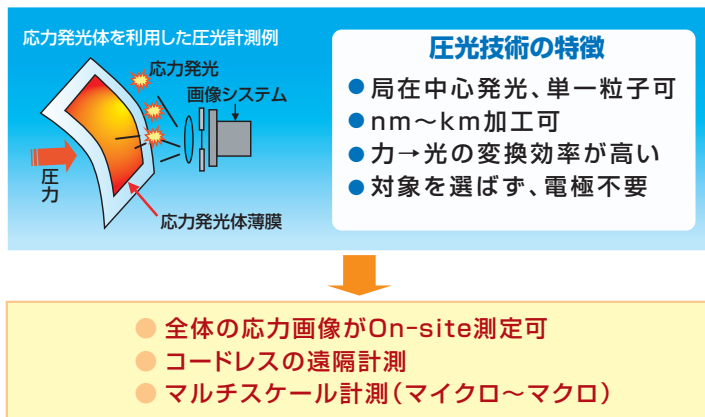 応力発光体を利用した圧光計測例
応力発光
画像システム
圧力
応力発光体薄膜
圧光技術の特徴
●局在中心発光、単一粒子可
●nm～km加工可
●力→光の変換効率が高い
●対象を選ばず、電極不要
●全体の応力画像がOn-site測定可
●コードレスの遠隔計測
●マルチスケール計測（マイクロ～マクロ）